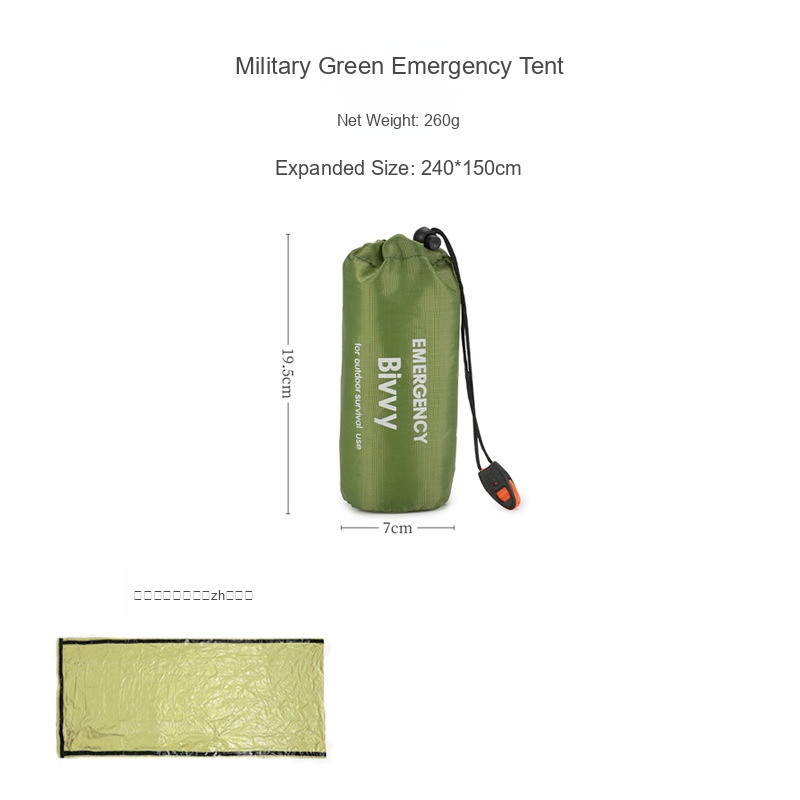 Military Green Emergency Tent
Net Weight: 260g
Expanded Size: 240*150cm
19.5cm
EMERGENCY
Bivvy
for outdoor survival use
7cm
zh